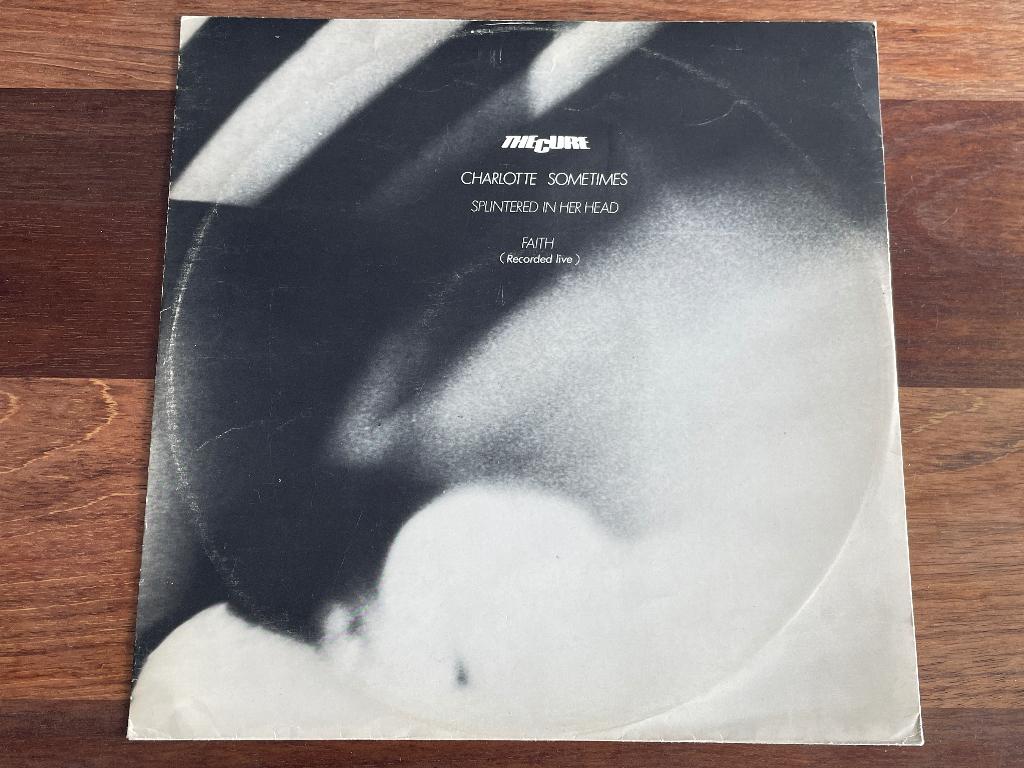 THE CURE
CHARLOTTE SOMETIMES
SPLINTERED IN HER HEAD
FAITH
(Recorded live)